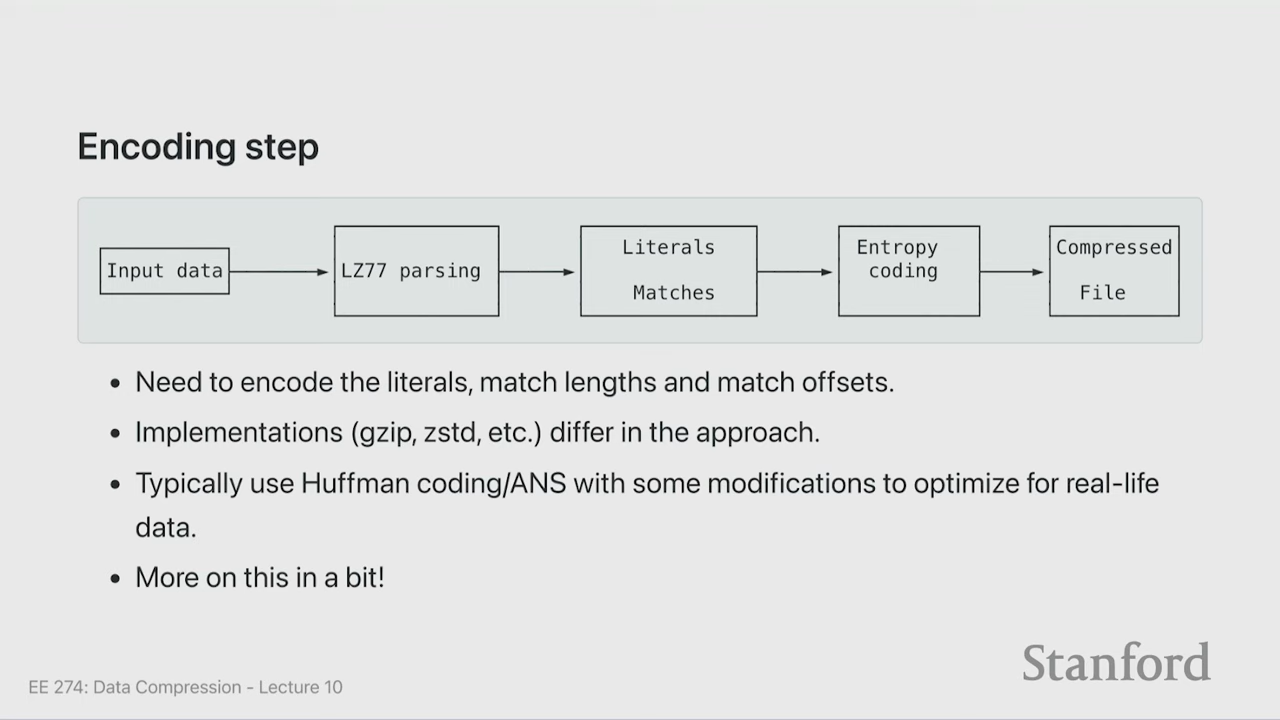 Encoding step
Input data
LZ77 parsing
Literals
Matches
Entropy
coding
Compressed
File
• Need to encode the literals, match lengths and match offsets.
• Implementations (gzip, zstd, etc.) differ in the approach.
• Typically use Huffman coding/ANS with some modifications to optimize for real-life
data.
• More on this in a bit!
Stanford
EE 274: Data Compression - Lecture 10